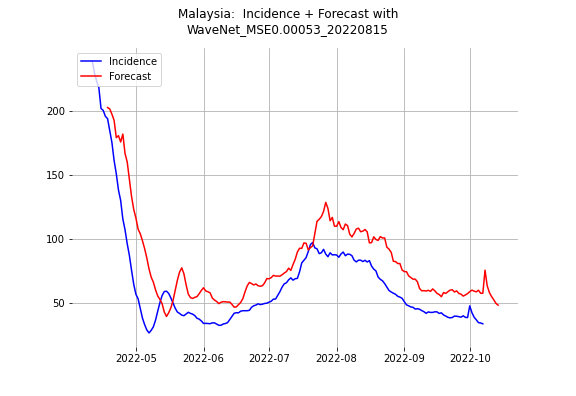 Malaysia:  Incidence + Forecast with
WaveNet_MSE0.00053_20220815
Incidence
Forecast
200
150
100
50
2022-05
2022-06
2022-07
2022-08
2022-09
2022-10